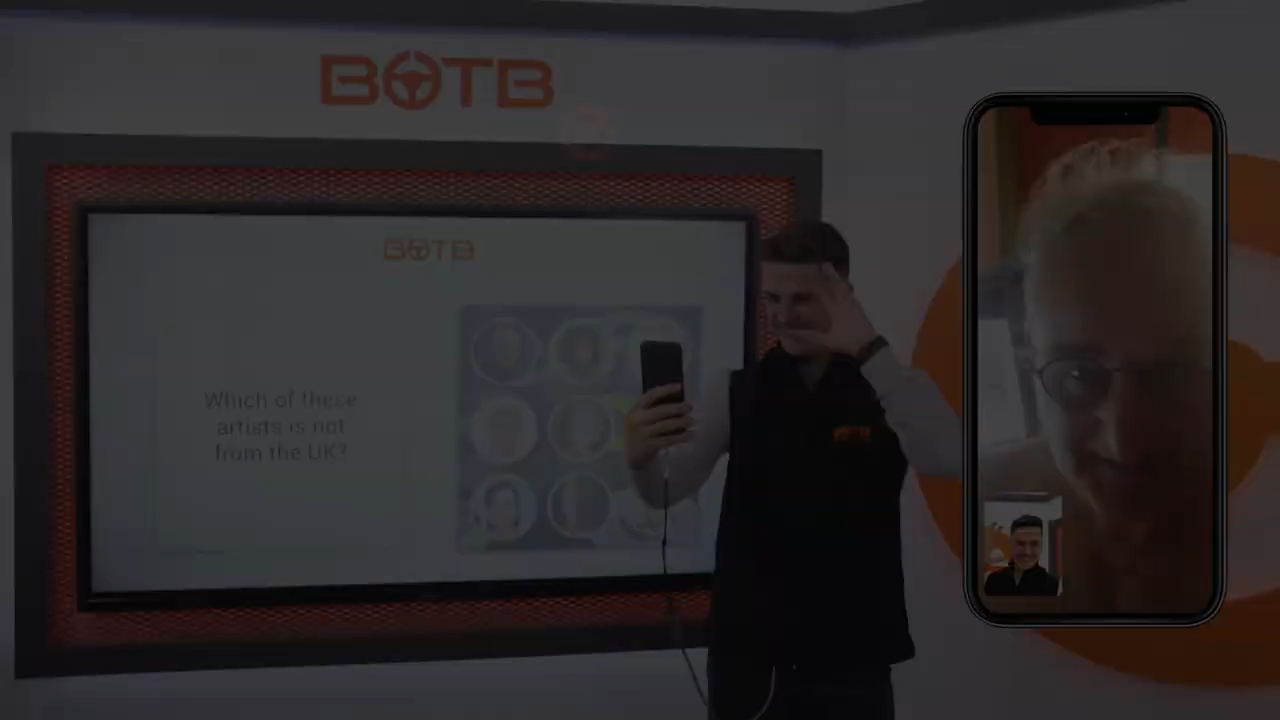 BOTB
BOTB
Which of these
artists is not
from the UK?